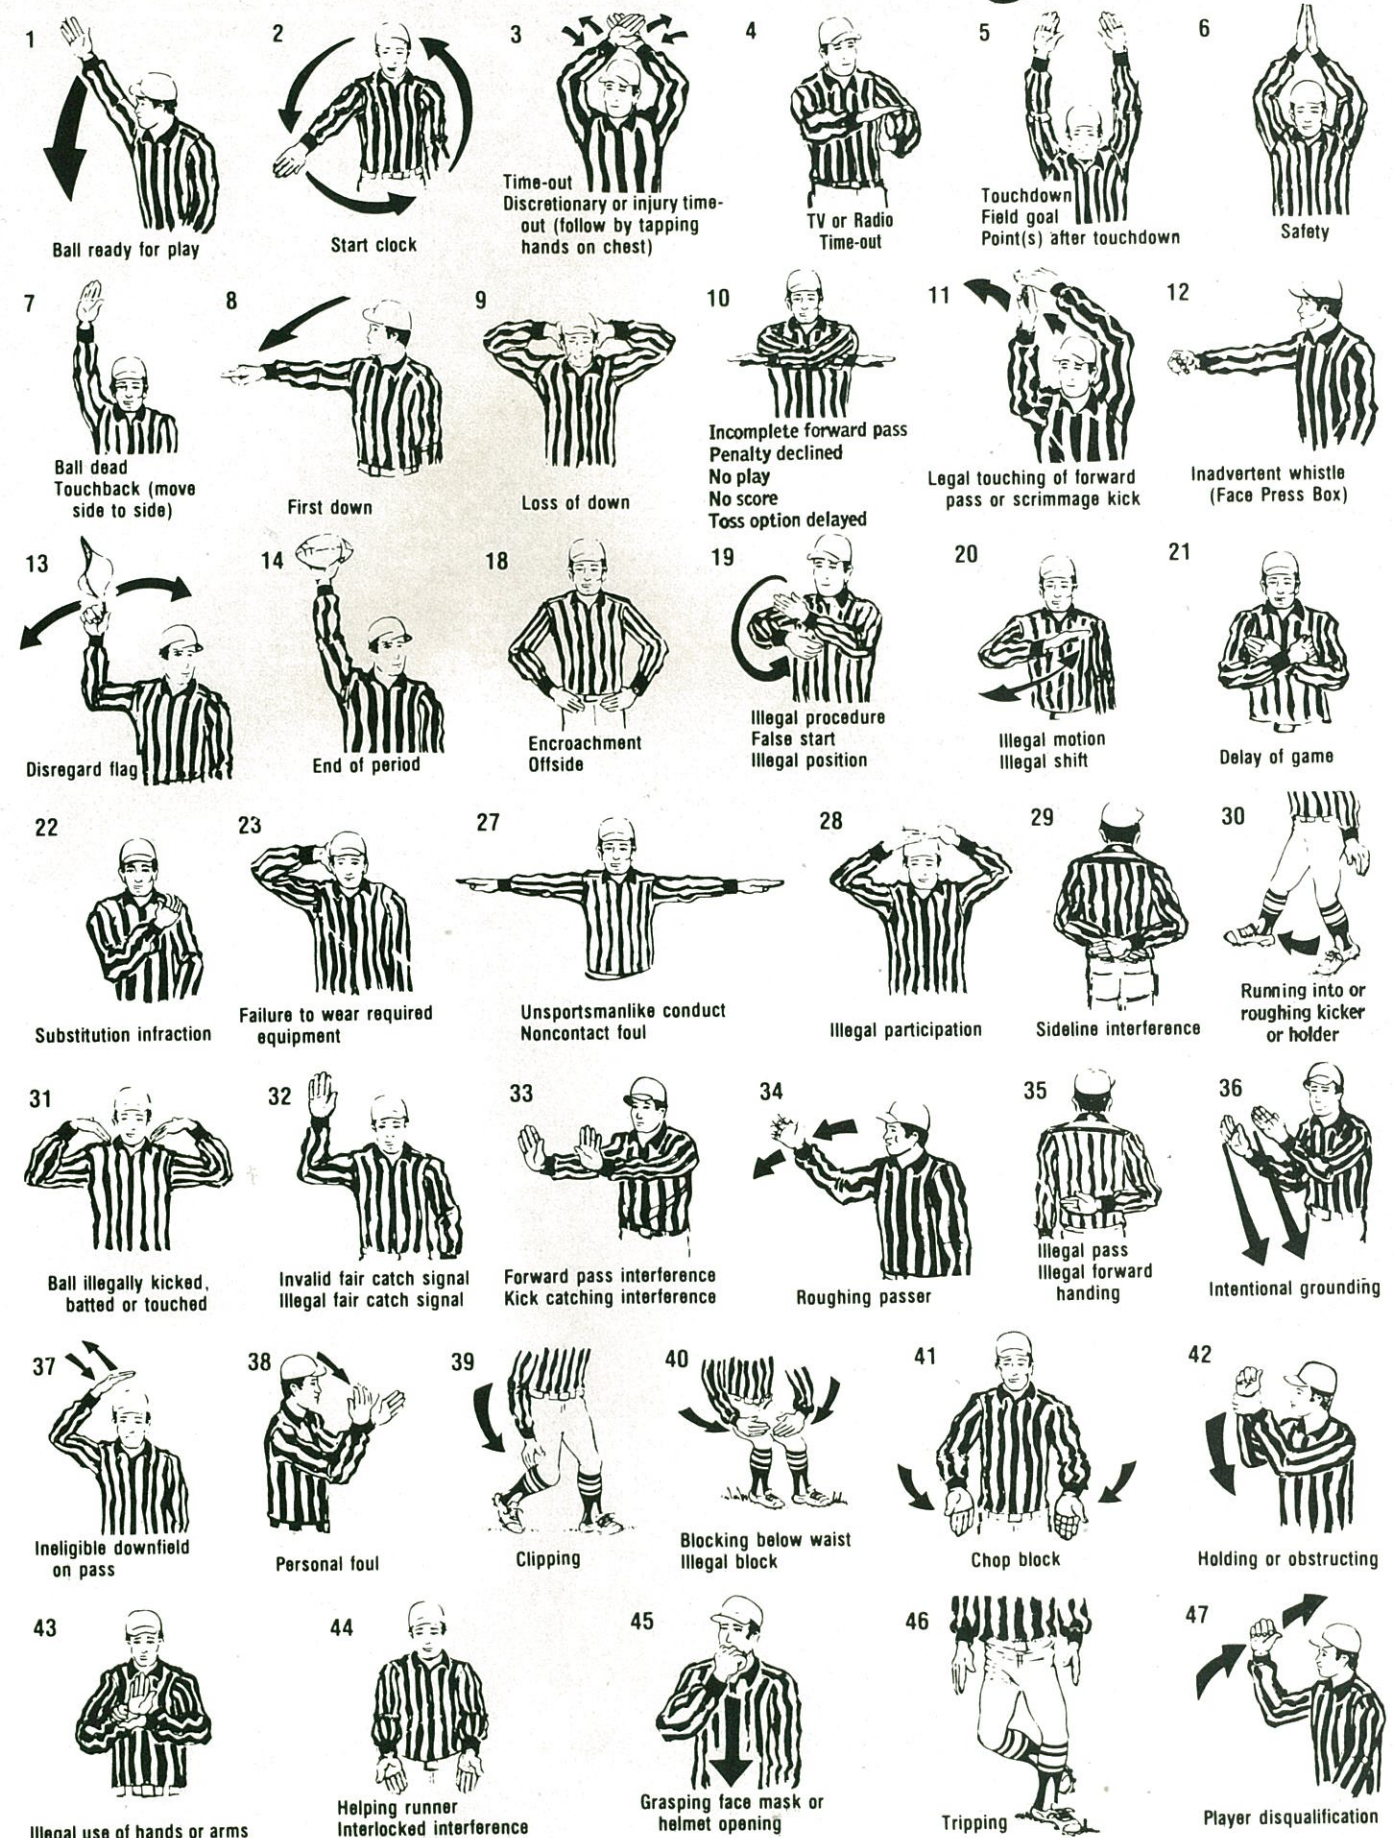 1
Ball ready for play
2
Start clock
3
Time-out
Discretionary or injury time-
out (follow by tapping
hands on chest)
4
TV or Radio
Time-out
5
Touchdown
Field goal
Point(s) after touchdown
6
Safety
7
Ball dead
Touchback (move
side to side)
8
First down
9
Loss of down
10
Incomplete forward pass
Penalty declined
No play
No score
Toss option delayed
11
Legal touching of forward
pass or scrimmage kick
12
Inadvertent whistle
(Face Press Box)
13
Disregard flag
14
End of period
18
Encroachment
Offside
19
Illegal procedure
False start
Illegal position
20
Illegal motion
Illegal shift
21
Delay of game
22
Substitution infraction
23
Failure to wear required
equipment
27
Unsportsmanlike conduct
Noncontact foul
28
Illegal participation
29
Sideline interference
30
Running into or
roughing kicker
or holder
31
Ball illegally kicked,
batted or touched
32
Invalid fair catch signal
Illegal fair catch signal
33
Forward pass interference
Kick catching interference
34
Roughing passer
35
Illegal pass
Illegal forward
handing
36
Intentional grounding
37
Ineligible downfield
on pass
38
Personal foul
39
Clipping
40
Blocking below waist
Illegal block
41
Chop block
42
Holding or obstructing
43
Illegal use of hands or arms
44
Helping runner
Interlocked interference
45
Grasping face mask or
helmet opening
46
Tripping
47
Player disqualification